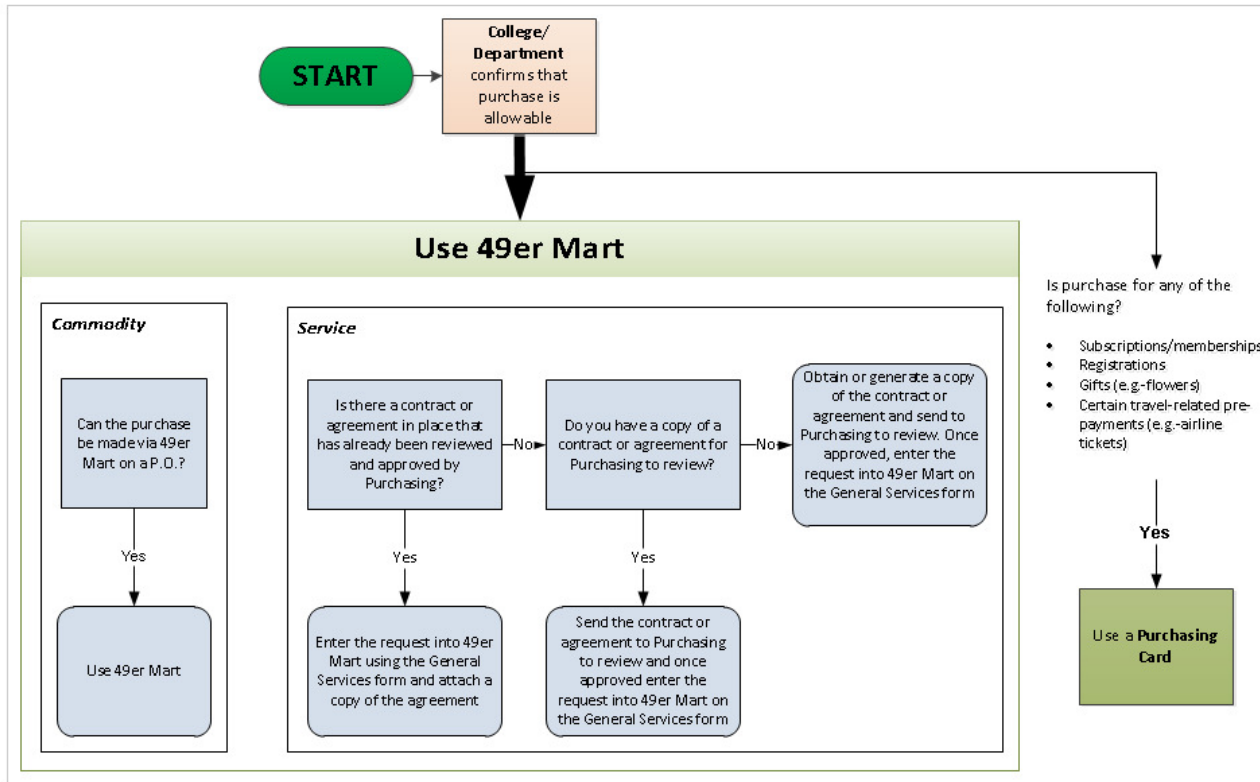 START
College/
Department
confirms that
purchase is
allowable
Use 49er Mart
Commodity
Can the purchase
be made via 49er
Mart on a P.O.?
Yes
Use 49er Mart
Service
Is there a contract or
agreement in place that
has already been reviewed
and approved by
Purchasing?
No
Do you have a copy of a
contract or agreement for
Purchasing to review?
No
Obtain or generate a copy
of the contract or
agreement and send to
Purchasing to review. Once
approved, enter the
request into 49er Mart on
the General Services form
Yes
Enter the request into 49er
Mart using the General
Services form and attach a
copy of the agreement
Yes
Send the contract or
agreement to Purchasing
to review and once
approved enter the
request into 49er Mart on
the General Services form
Is purchase for any of the
following?
• Subscriptions/memberships
• Registrations
• Gifts (e.g.-flowers)
• Certain travel-related pre-
payments (e.g.-airline
tickets)
Yes
Use a Purchasing
Card